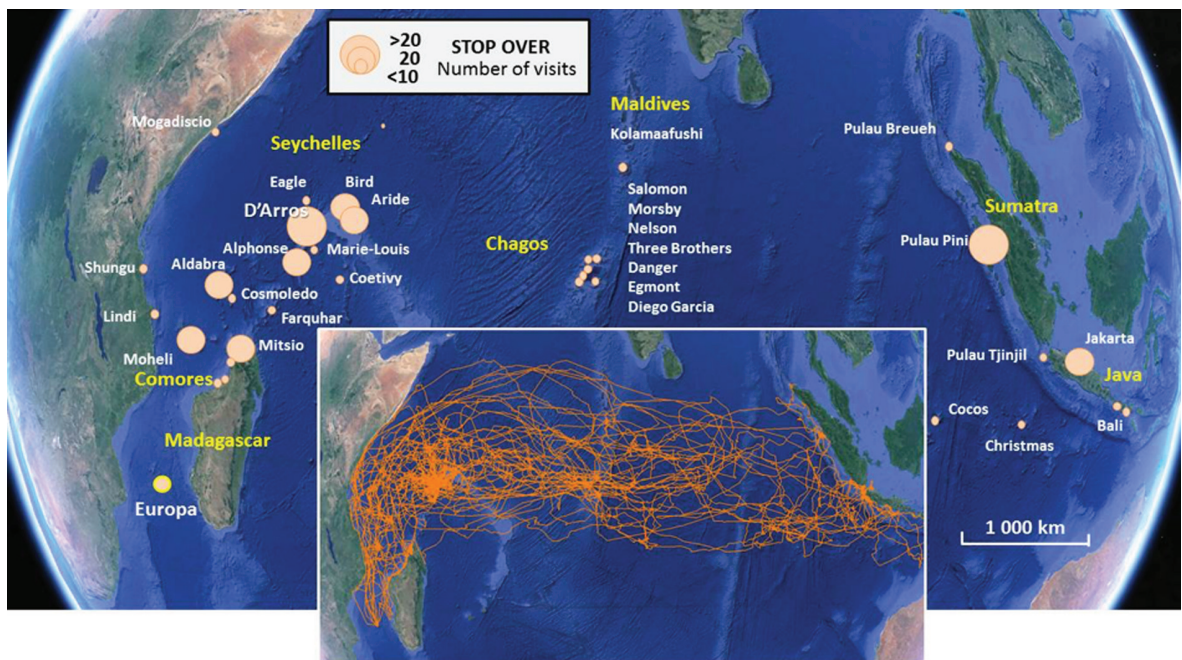 >20
20
<10
STOP OVER
Number of visits
Maldives
Kolamaafushi
Mogadiscio
Seychelles
Pulau Breueh
Eagle
Bird
Aride
D'Arros
Salomon
Morsby
Nelson
Three Brothers
Danger
Egmont
Diego Garcia
Sumatra
Chagos
Pulau Pini
Alphonse
Marie-Louis
Shungu
Aldabra
Coetivy
Cosmoledo
Lindi
Farquhar
Moheli
Mitsio
Jakarta
Pulau Tjinjil
Comores
Java
Cocos
Bali
Madagascar
Christmas
Europa
1 000 km